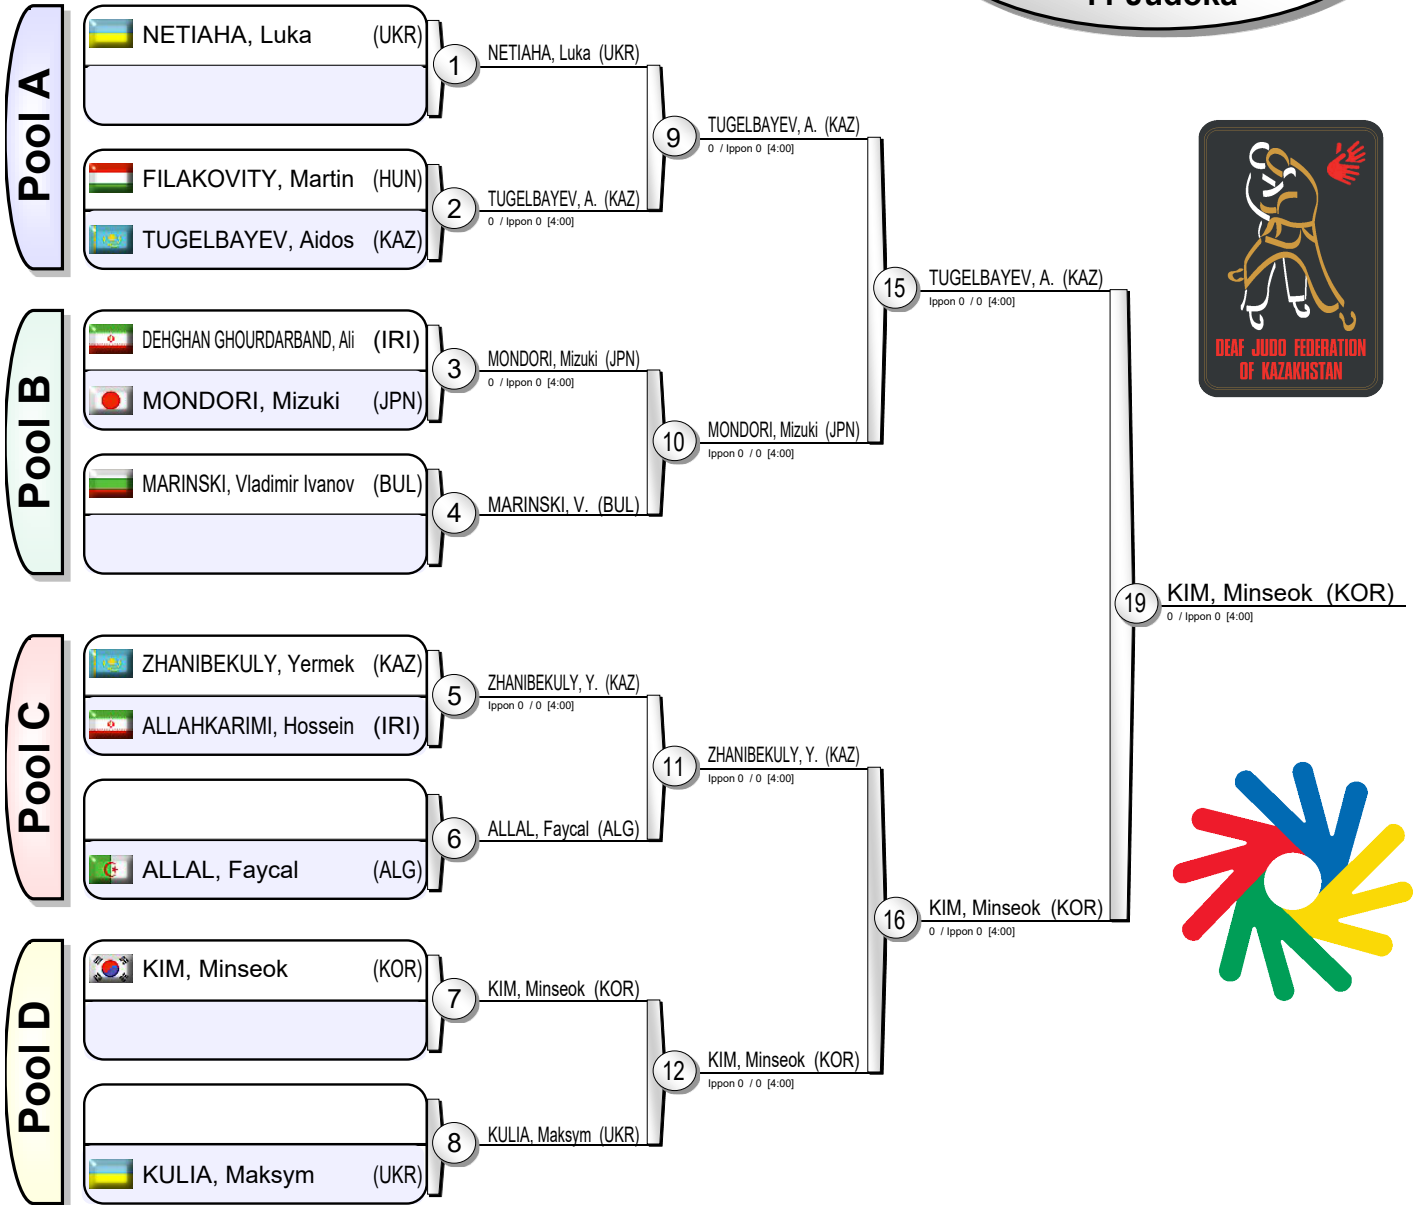 11 Judoka
Pool A
NETIAHA, Luka (UKR)
1
NETIAHA, Luka (UKR)
FILAKOVITY, Martin (HUN)
TUGELBAYEV, Aidos (KAZ)
2
TUGELBAYEV, A. (KAZ)
0 / Ippon 0 [4:00]
9
TUGELBAYEV, A. (KAZ)
0 / Ippon 0 [4:00]
Pool B
DEHGHAN GHOURDARBAND, Ali (IRI)
MONDORI, Mizuki (JPN)
3
MONDORI, Mizuki (JPN)
0 / Ippon 0 [4:00]
MARINSKI, Vladimir Ivanov (BUL)
4
MARINSKI, V. (BUL)
10
MONDORI, Mizuki (JPN)
Ippon 0 / 0 [4:00]
15
TUGELBAYEV, A. (KAZ)
Ippon 0 / 0 [4:00]
Pool C
ZHANIBEKULY, Yermek (KAZ)
ALLAHKARIMI, Hossein (IRI)
5
ZHANIBEKULY, Y. (KAZ)
Ippon 0 / 0 [4:00]
ALLAL, Faycal (ALG)
6
ALLAL, Faycal (ALG)
11
ZHANIBEKULY, Y. (KAZ)
Ippon 0 / 0 [4:00]
Pool D
KIM, Minseok (KOR)
7
KIM, Minseok (KOR)
KULIA, Maksym (UKR)
8
KULIA, Maksym (UKR)
12
KIM, Minseok (KOR)
Ippon 0 / 0 [4:00]
16
KIM, Minseok (KOR)
0 / Ippon 0 [4:00]
19
KIM, Minseok (KOR)
0 / Ippon 0 [4:00]
DEAF JUDO FEDERATION
OF KAZAKHSTAN